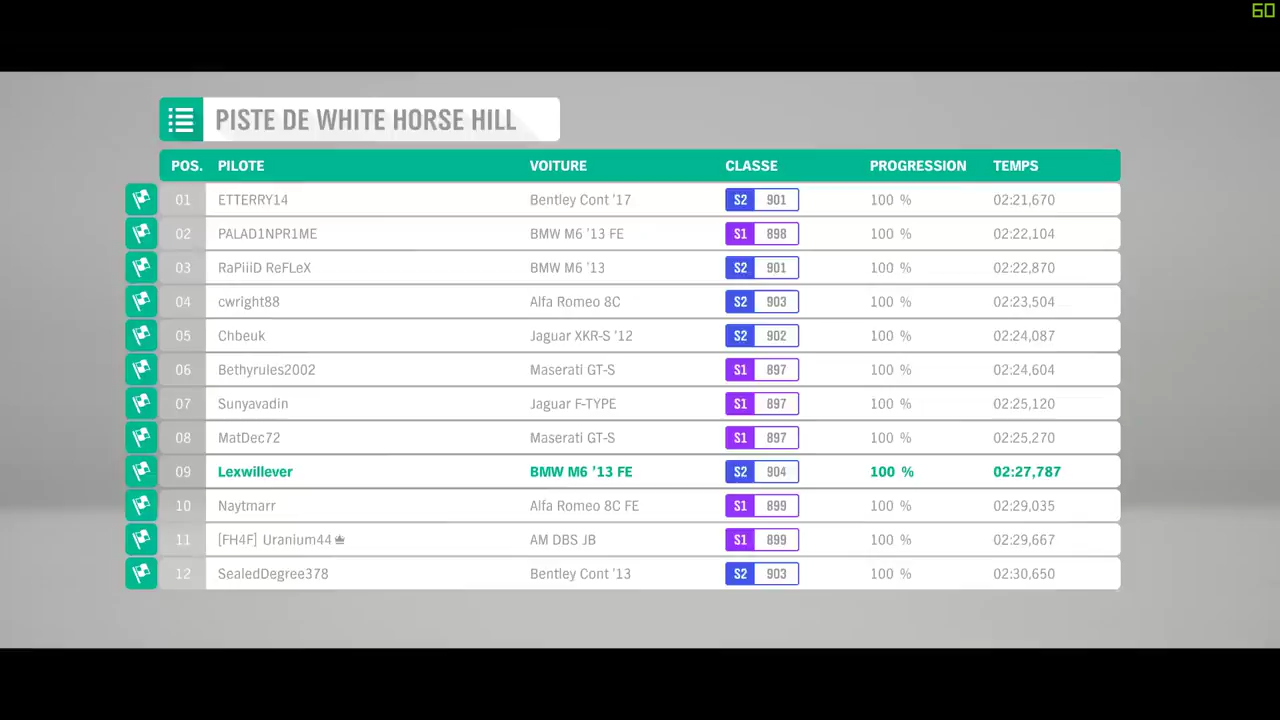 60
PISTE DE WHITE HORSE HILL
POS. PILOTE VOITURE CLASSE PROGRESSION TEMPS
01 ETTERRY14 Bentley Cont '17 S2 901 100 % 02:21,670
02 PALAD1NPR1ME BMW M6 '13 FE S1 898 100 % 02:22,104
03 RaPiiiD ReFLeX BMW M6 '13 S2 901 100 % 02:22,870
04 cwright88 Alfa Romeo 8C S2 903 100 % 02:23,504
05 Chbeuk Jaguar XKR-S '12 S2 902 100 % 02:24,087
06 Bethyrules2002 Maserati GT-S S1 897 100 % 02:24,604
07 Sunyavadin Jaguar F-TYPE S1 897 100 % 02:25,120
08 MatDec72 Maserati GT-S S1 897 100 % 02:25,270
09 Lexwillever BMW M6 '13 FE S2 904 100 % 02:27,787
10 Naytmarr Alfa Romeo 8C FE S1 899 100 % 02:29,035
11 [FH4F] Uranium44 AM DBS JB S1 899 100 % 02:29,667
12 SealedDegree378 Bentley Cont '13 S2 903 100 % 02:30,650